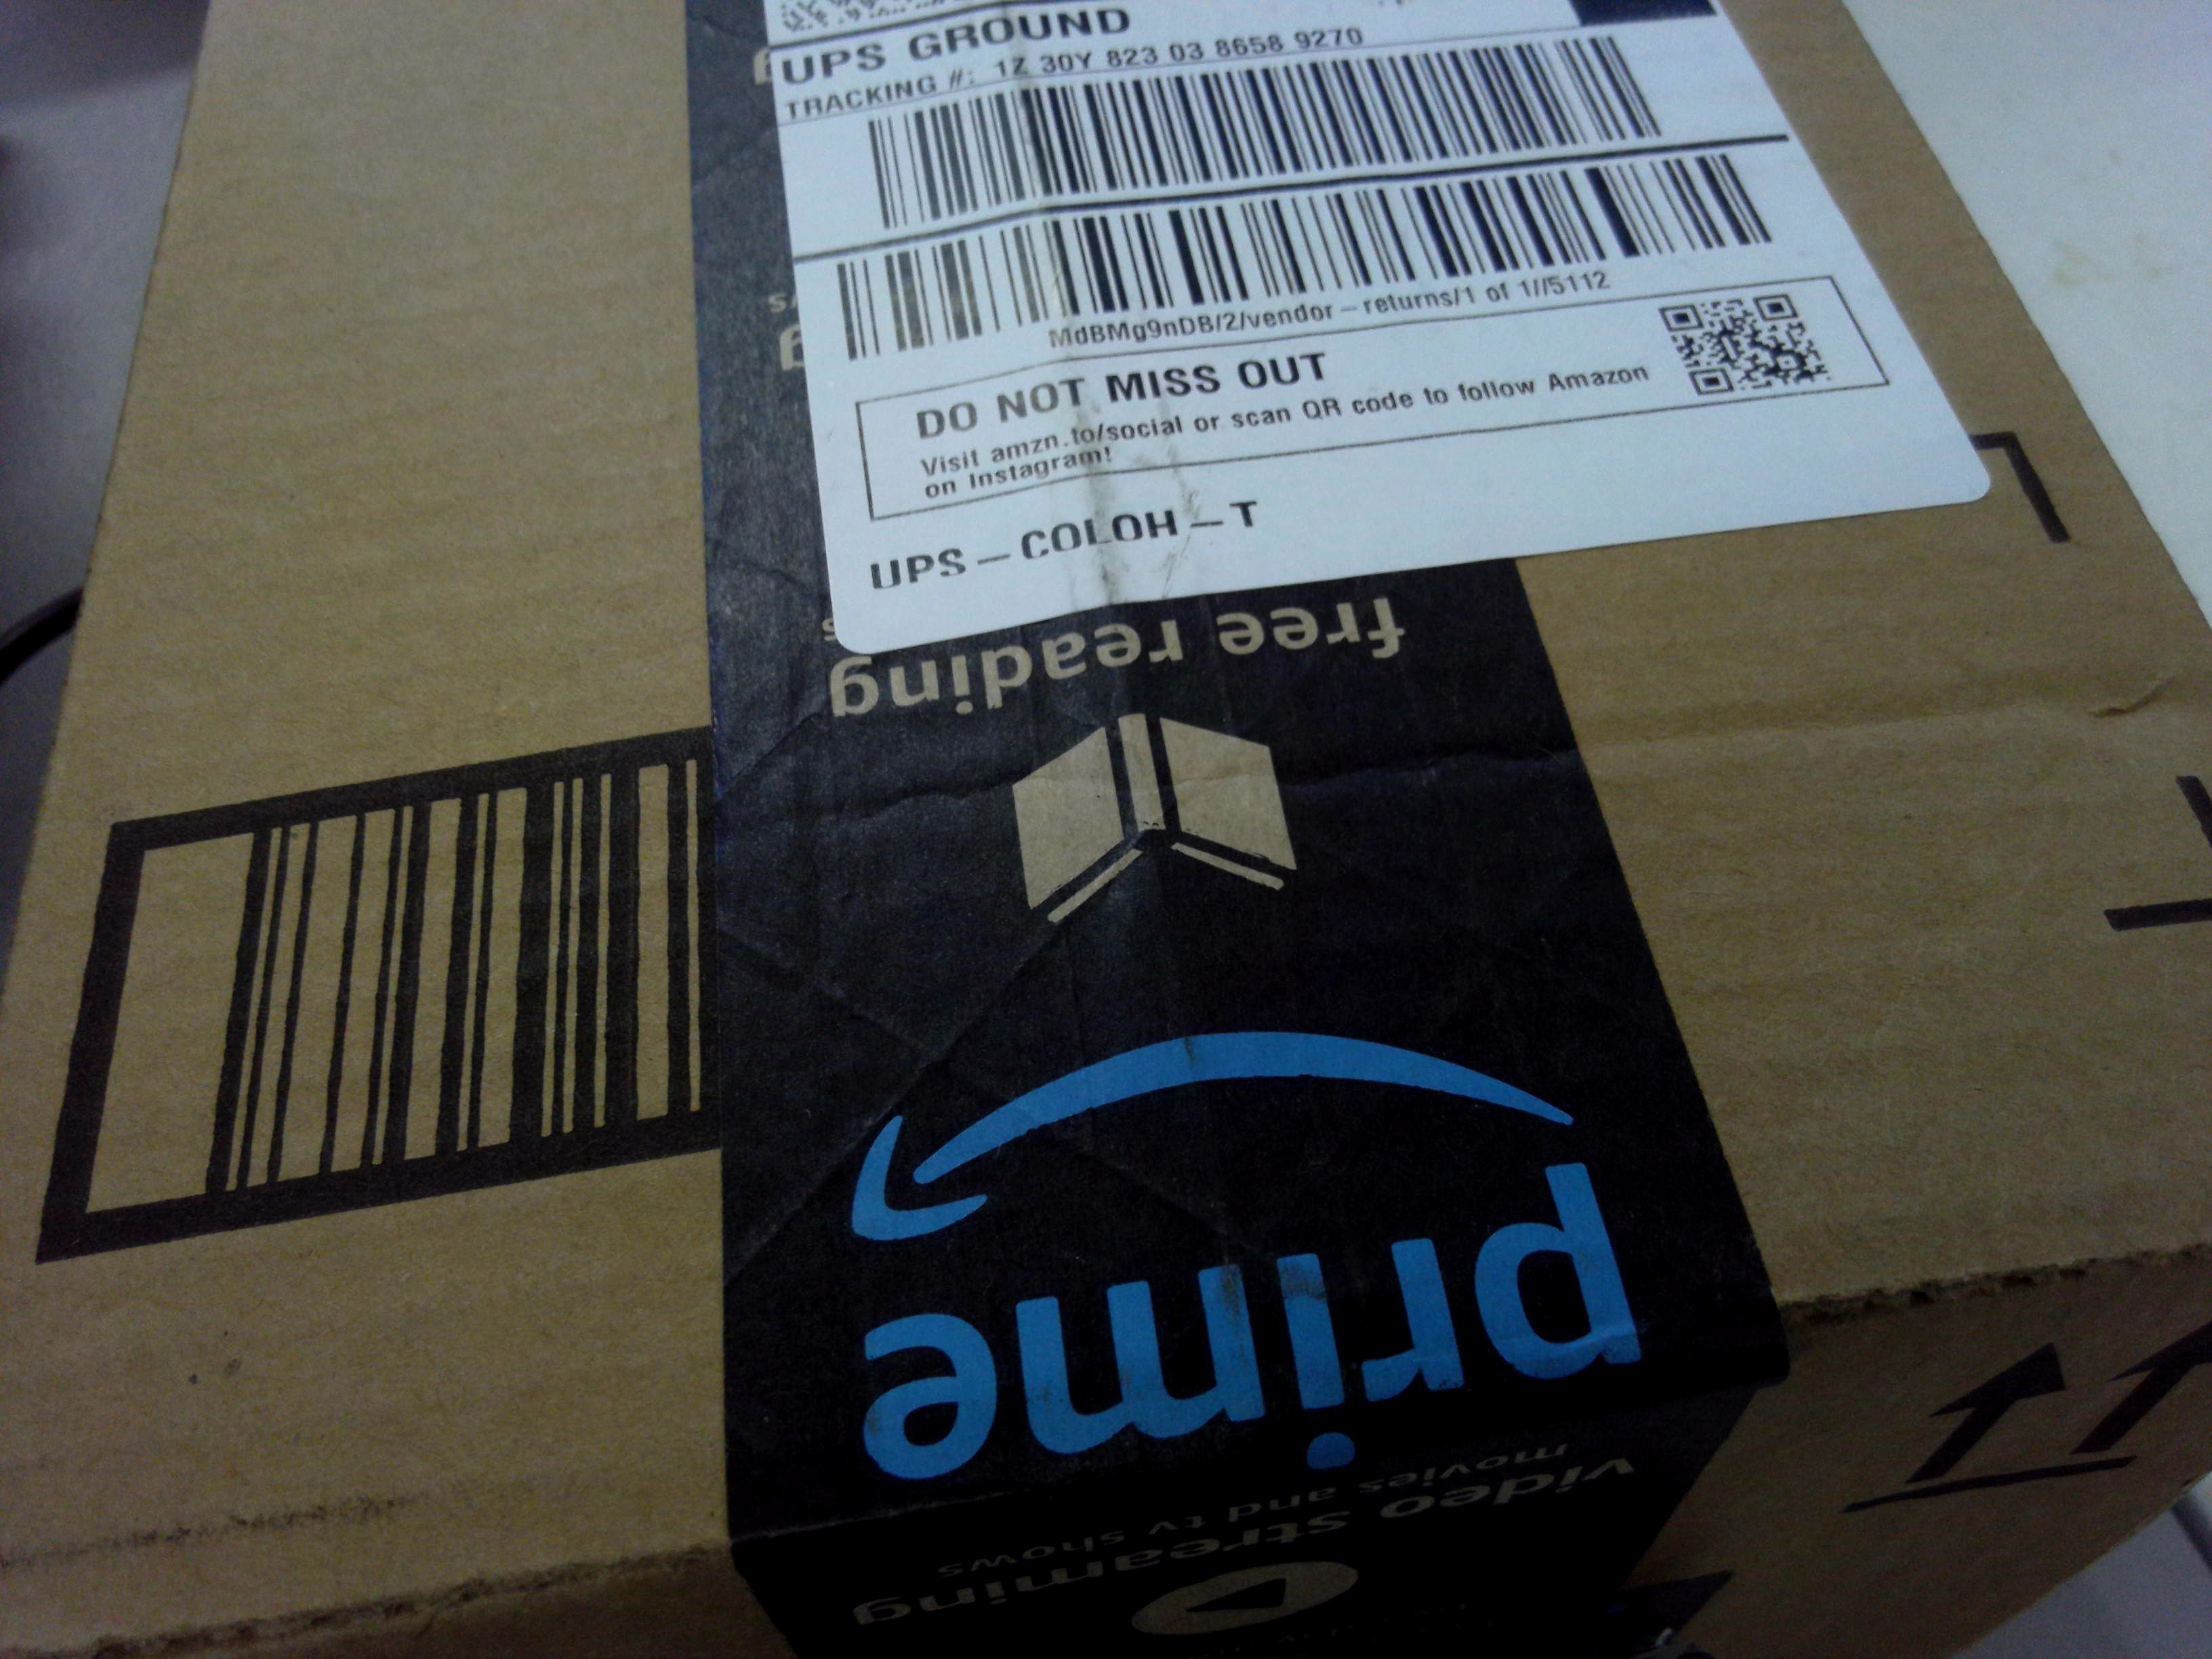 UPS GROUND
TRACKING #: 1Z 30Y 823 03 8658 9270
MdBMg9nDB/2/vendor-returns/1 of 1//5112
DO NOT MISS OUT
Visit amzn.to/social or scan QR code to follow Amazon
on Instagram!
UPS-COLOH-T
free reading
prime
video streaming
movies and tv shows